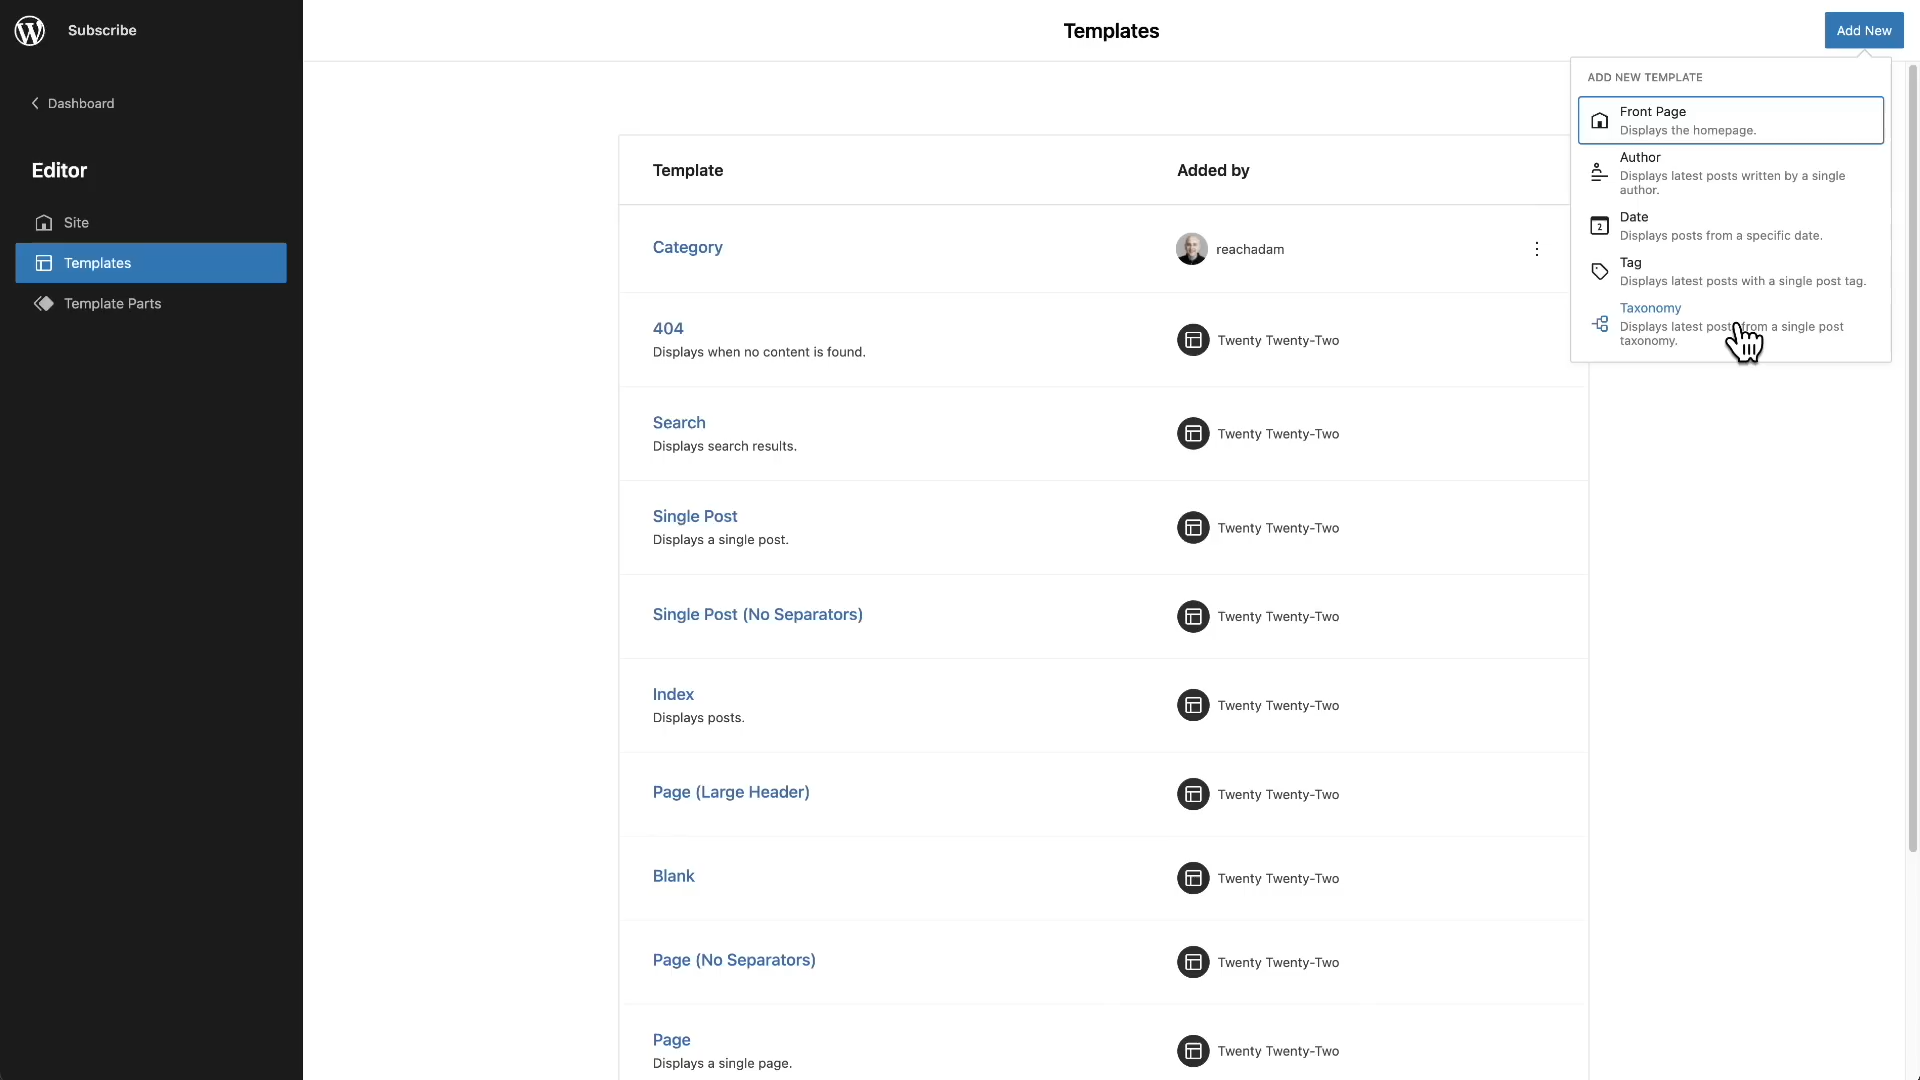 Subscribe
Templates
Add New
Dashboard
Editor
Site
Templates
Template Parts
Template
Added by
Category
reachadam
404
Displays when no content is found.
Twenty Twenty-Two
Search
Displays search results.
Twenty Twenty-Two
Single Post
Displays a single post.
Twenty Twenty-Two
Single Post (No Separators)
Twenty Twenty-Two
Index
Displays posts.
Twenty Twenty-Two
Page (Large Header)
Twenty Twenty-Two
Blank
Twenty Twenty-Two
Page (No Separators)
Twenty Twenty-Two
Page
Displays a single page.
Twenty Twenty-Two
ADD NEW TEMPLATE
Front Page
Displays the homepage.
Author
Displays latest posts written by a single
author.
2
Date
Displays posts from a specific date.
Tag
Displays latest posts with a single post tag.
Taxonomy
Displays latest posts from a single post
taxonomy.